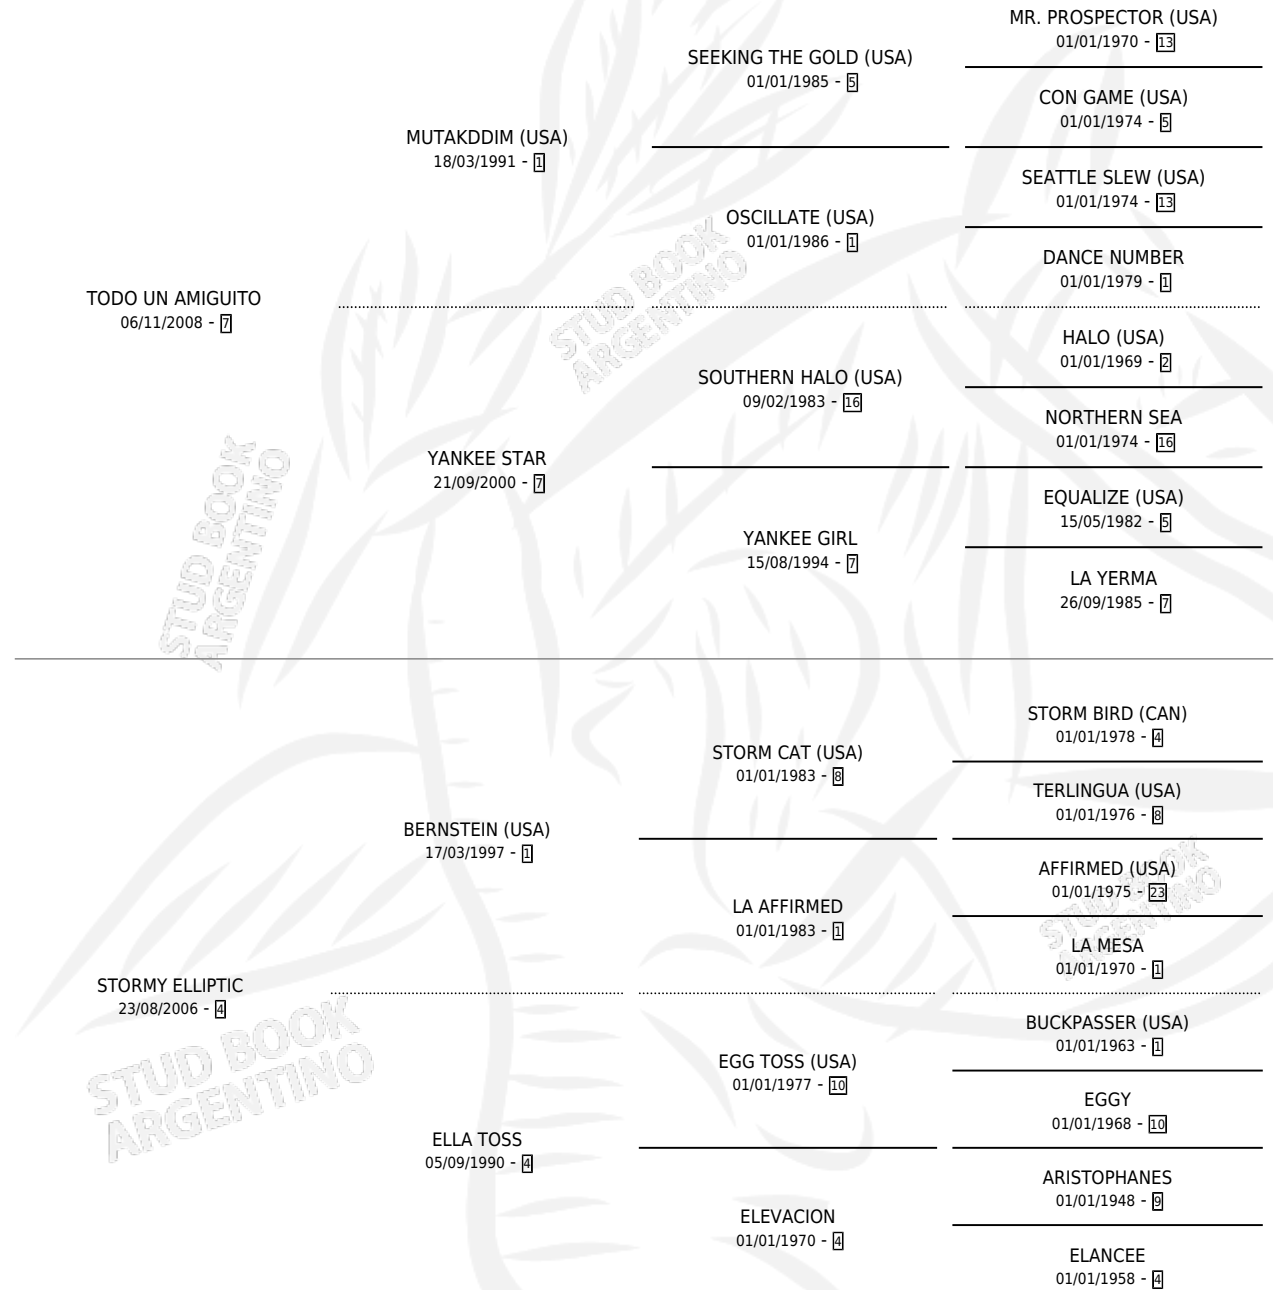 MR. PROSPECTOR (USA)
01/01/1970 - 13
SEEKING THE GOLD (USA)
01/01/1985 - 5
CON GAME (USA)
01/01/1974 - 5
MUTAKDDIM (USA)
18/03/1991 - 1
SEATTLE SLEW (USA)
01/01/1974 - 13
OSCILLATE (USA)
01/01/1986 - 1
DANCE NUMBER
01/01/1979 - 1
TODO UN AMIGUITO
06/11/2008 - 7
STUD BOOK
ARGENTINO
HALO (USA)
01/01/1969 - 2
SOUTHERN HALO (USA)
09/02/1983 - 16
NORTHERN SEA
01/01/1974 - 16
YANKEE STAR
21/09/2000 - 7
EQUALIZE (USA)
15/05/1982 - 5
YANKEE GIRL
15/08/1994 - 7
LA YERMA
26/09/1985 - 7
STUD BOOK
ARGENTINO
STORM BIRD (CAN)
01/01/1978 - 4
STORM CAT (USA)
01/01/1983 - 8
TERLINGUA (USA)
01/01/1976 - 8
BERNSTEIN (USA)
17/03/1997 - 1
AFFIRMED (USA)
01/01/1975 - 23
LA AFFIRMED
01/01/1983 - 1
LA MESA
01/01/1970 - 1
STUD BOOK
ARGENTINO
STORMY ELLIPTIC
23/08/2006 - 4
STUD BOOK
ARGENTINO
BUCKPASSER (USA)
01/01/1963 - 1
EGG TOSS (USA)
01/01/1977 - 10
EGGY
01/01/1968 - 10
ELLA TOSS
05/09/1990 - 4
ARISTOPHANES
01/01/1948 - 9
ELEVACION
01/01/1970 - 4
ELANCEE
01/01/1958 - 4